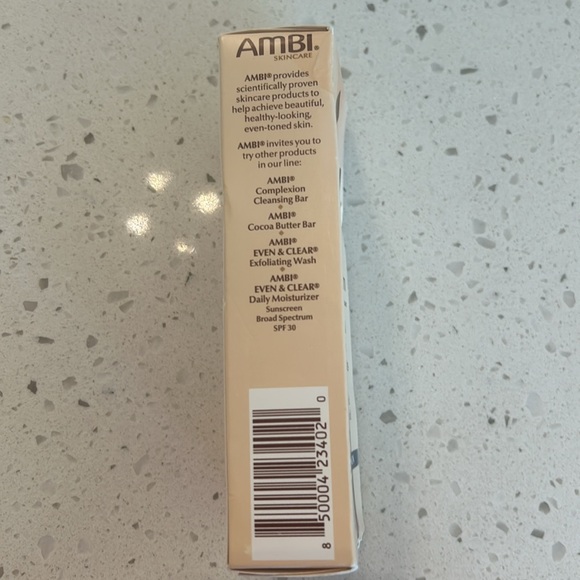 AMBI®
SKINCARE
AMBI® provides
scientifically proven
skincare products to
help achieve beautiful,
healthy-looking,
even-toned skin.
AMBI® invites you to
try other products
in our line:
AMBI®
Complexion
Cleansing Bar
*
AMBI®
Cocoa Butter Bar
*
AMBI®
EVEN & CLEAR®
Exfoliating Wash
*
AMBI®
EVEN & CLEAR®
Daily Moisturizer
Sunscreen
Broad Spectrum
SPF 30
8 50004 23402 0